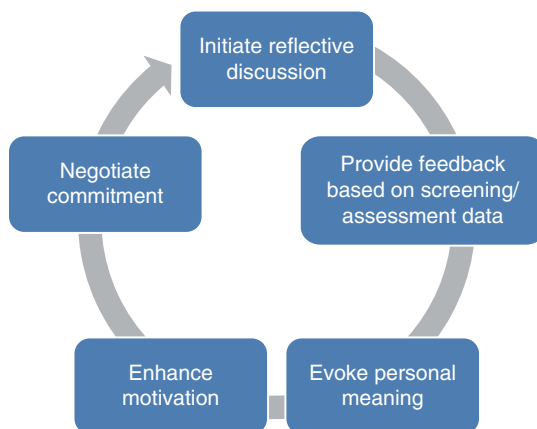 Initiate reflective
discussion
Provide feedback
based on screening/
assessment data
Evoke personal
meaning
Enhance
motivation
Negotiate
commitment